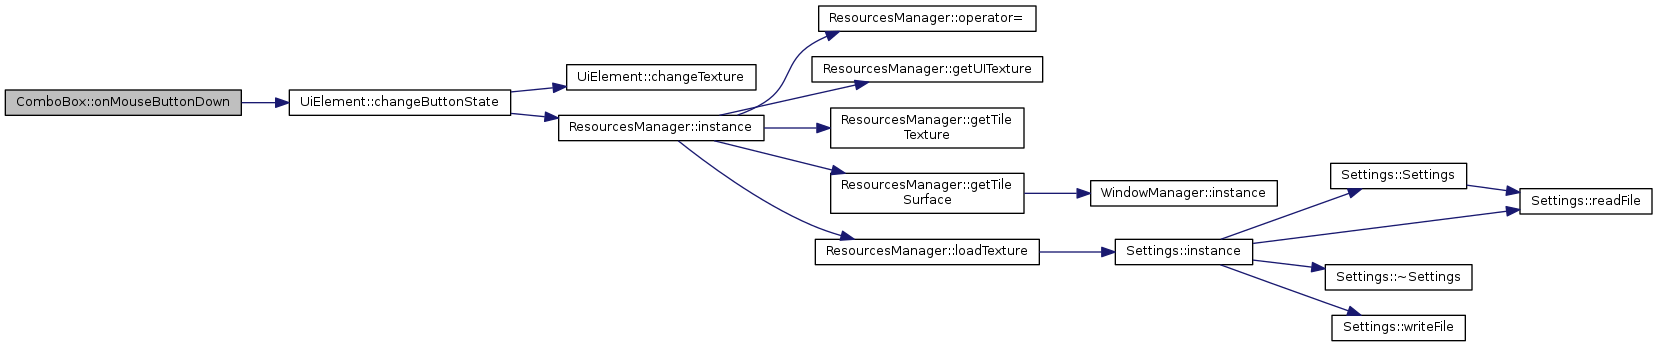 ComboBox::onMouseButtonDown
UiElement::changeButtonState
UiElement::changeTexture
ResourcesManager::instance
ResourcesManager::operator=
ResourcesManager::getUITexture
ResourcesManager::getTile
Texture
ResourcesManager::getTile
Surface
ResourcesManager::loadTexture
WindowManager::instance
Settings::instance
Settings::Settings
Settings::readFile
Settings::~Settings
Settings::writeFile